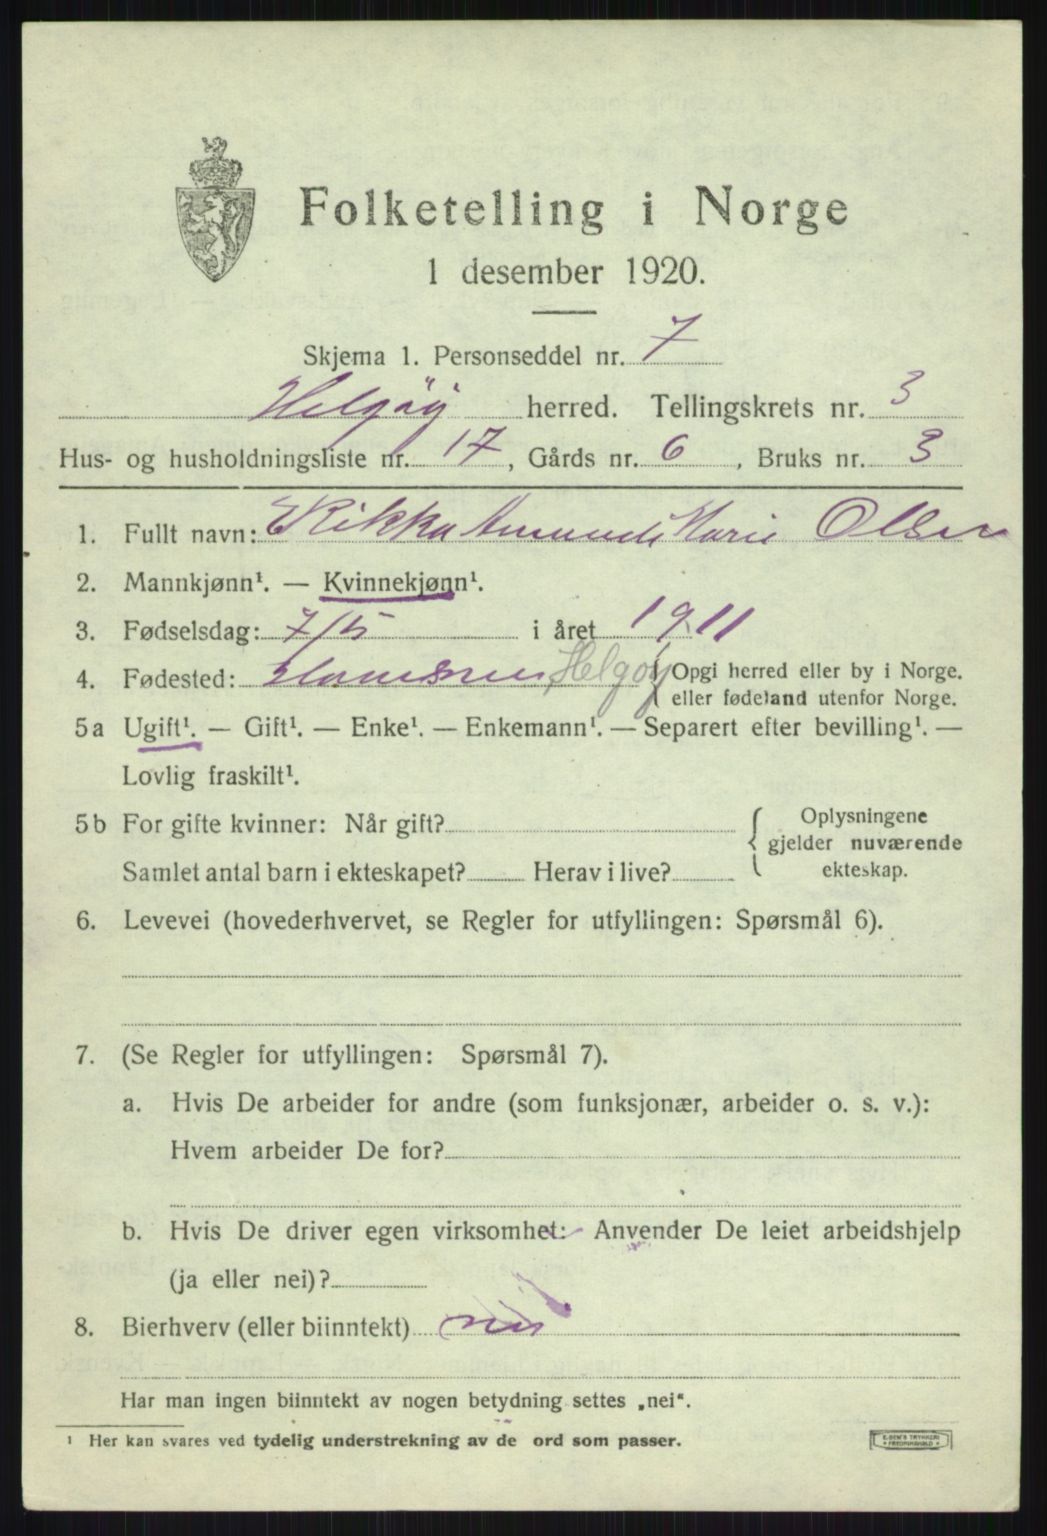 Folketelling i Norge
1 desember 1920.
Skjema 1. Personseddel nr. 7
Helgøy herred. Tellingskrets nr. 3
Hus- og husholdningsliste nr. 17, Gårds nr. 6, Bruks nr. 3
1. Fullt navn: Rikka Marie Olsen
2. Mannkjønn¹. — Kvinnekjønn¹.
3. Fødselsdag: 7/5 i året 1911
4. Fødested: Helgøy { Opgi herred eller by i Norge.
eller fødeland utenfor Norge.
5a Ugift¹. — Gift¹. — Enke¹. — Enkemann¹. — Separert efter bevilling¹. —
Lovlig fraskilt¹.
5b For gifte kvinner: Når gift? { Oplysningene
gjelder nuværende
Samlet antal barn i ekteskapet? Herav i live? ekteskap.
6. Levevei (hovederhvervet, se Regler for utfyllingen: Spørsmål 6).
7. (Se Regler for utfyllingen: Spørsmål 7).
a. Hvis De arbeider for andre (som funksjonær, arbeider o. s. v.):
Hvem arbeider De for?
b. Hvis De driver egen virksomhet: Anvender De leiet arbeidshjelp
(ja eller nei)?
8. Bierhverv (eller biinntekt) nei
Har man ingen biinntekt av nogen betydning settes „nei“.
¹ Her kan svares ved tydelig understrekning av de ord som passer.